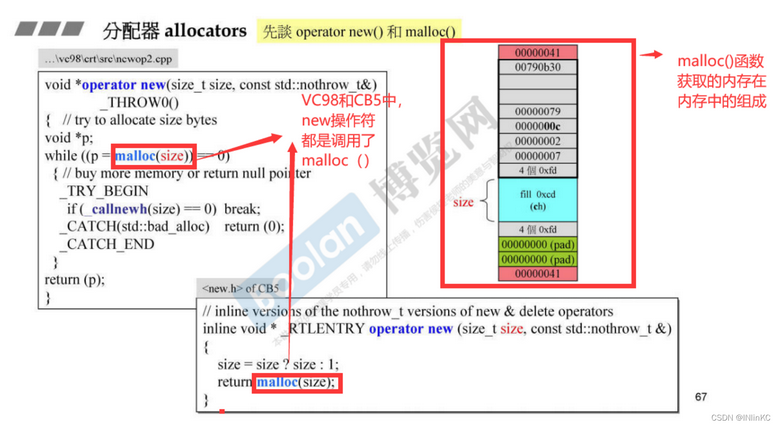 分配器 allocators
先談 operator new() 和 malloc()
…\vc98\crt\src\newop2.cpp
void *operator new(size_t size, const std::nothrow_t&)
_THROW0()
{ // try to allocate size bytes
void *p;
while ((p = malloc(size)) == 0)
{ // buy more memory or return null pointer
_TRY_BEGIN
if (_callnewh(size) == 0) break;
_CATCH(std::bad_alloc) return (0);
_CATCH_END
}
return (p);
}
VC98和CB5中,
new操作符
都是调用了
malloc（）
00000041
00790b30
00000079
0000000c
00000002
00000007
4 個 0xfd
size
fill 0xcd
(ch)
4 個 0xfd
00000000 (pad)
00000000 (pad)
00000041
malloc()函数
获取的内存在
内存中的组成
<new.h> of CB5
// inline versions of the nothrow_t versions of new & delete operators
inline void * _RTLENTRY operator new (size_t size, const std::nothrow_t &)
{
size = size ? size : 1;
return malloc(size);
}
Boolan
博览网
67
CSDN @INlinKC